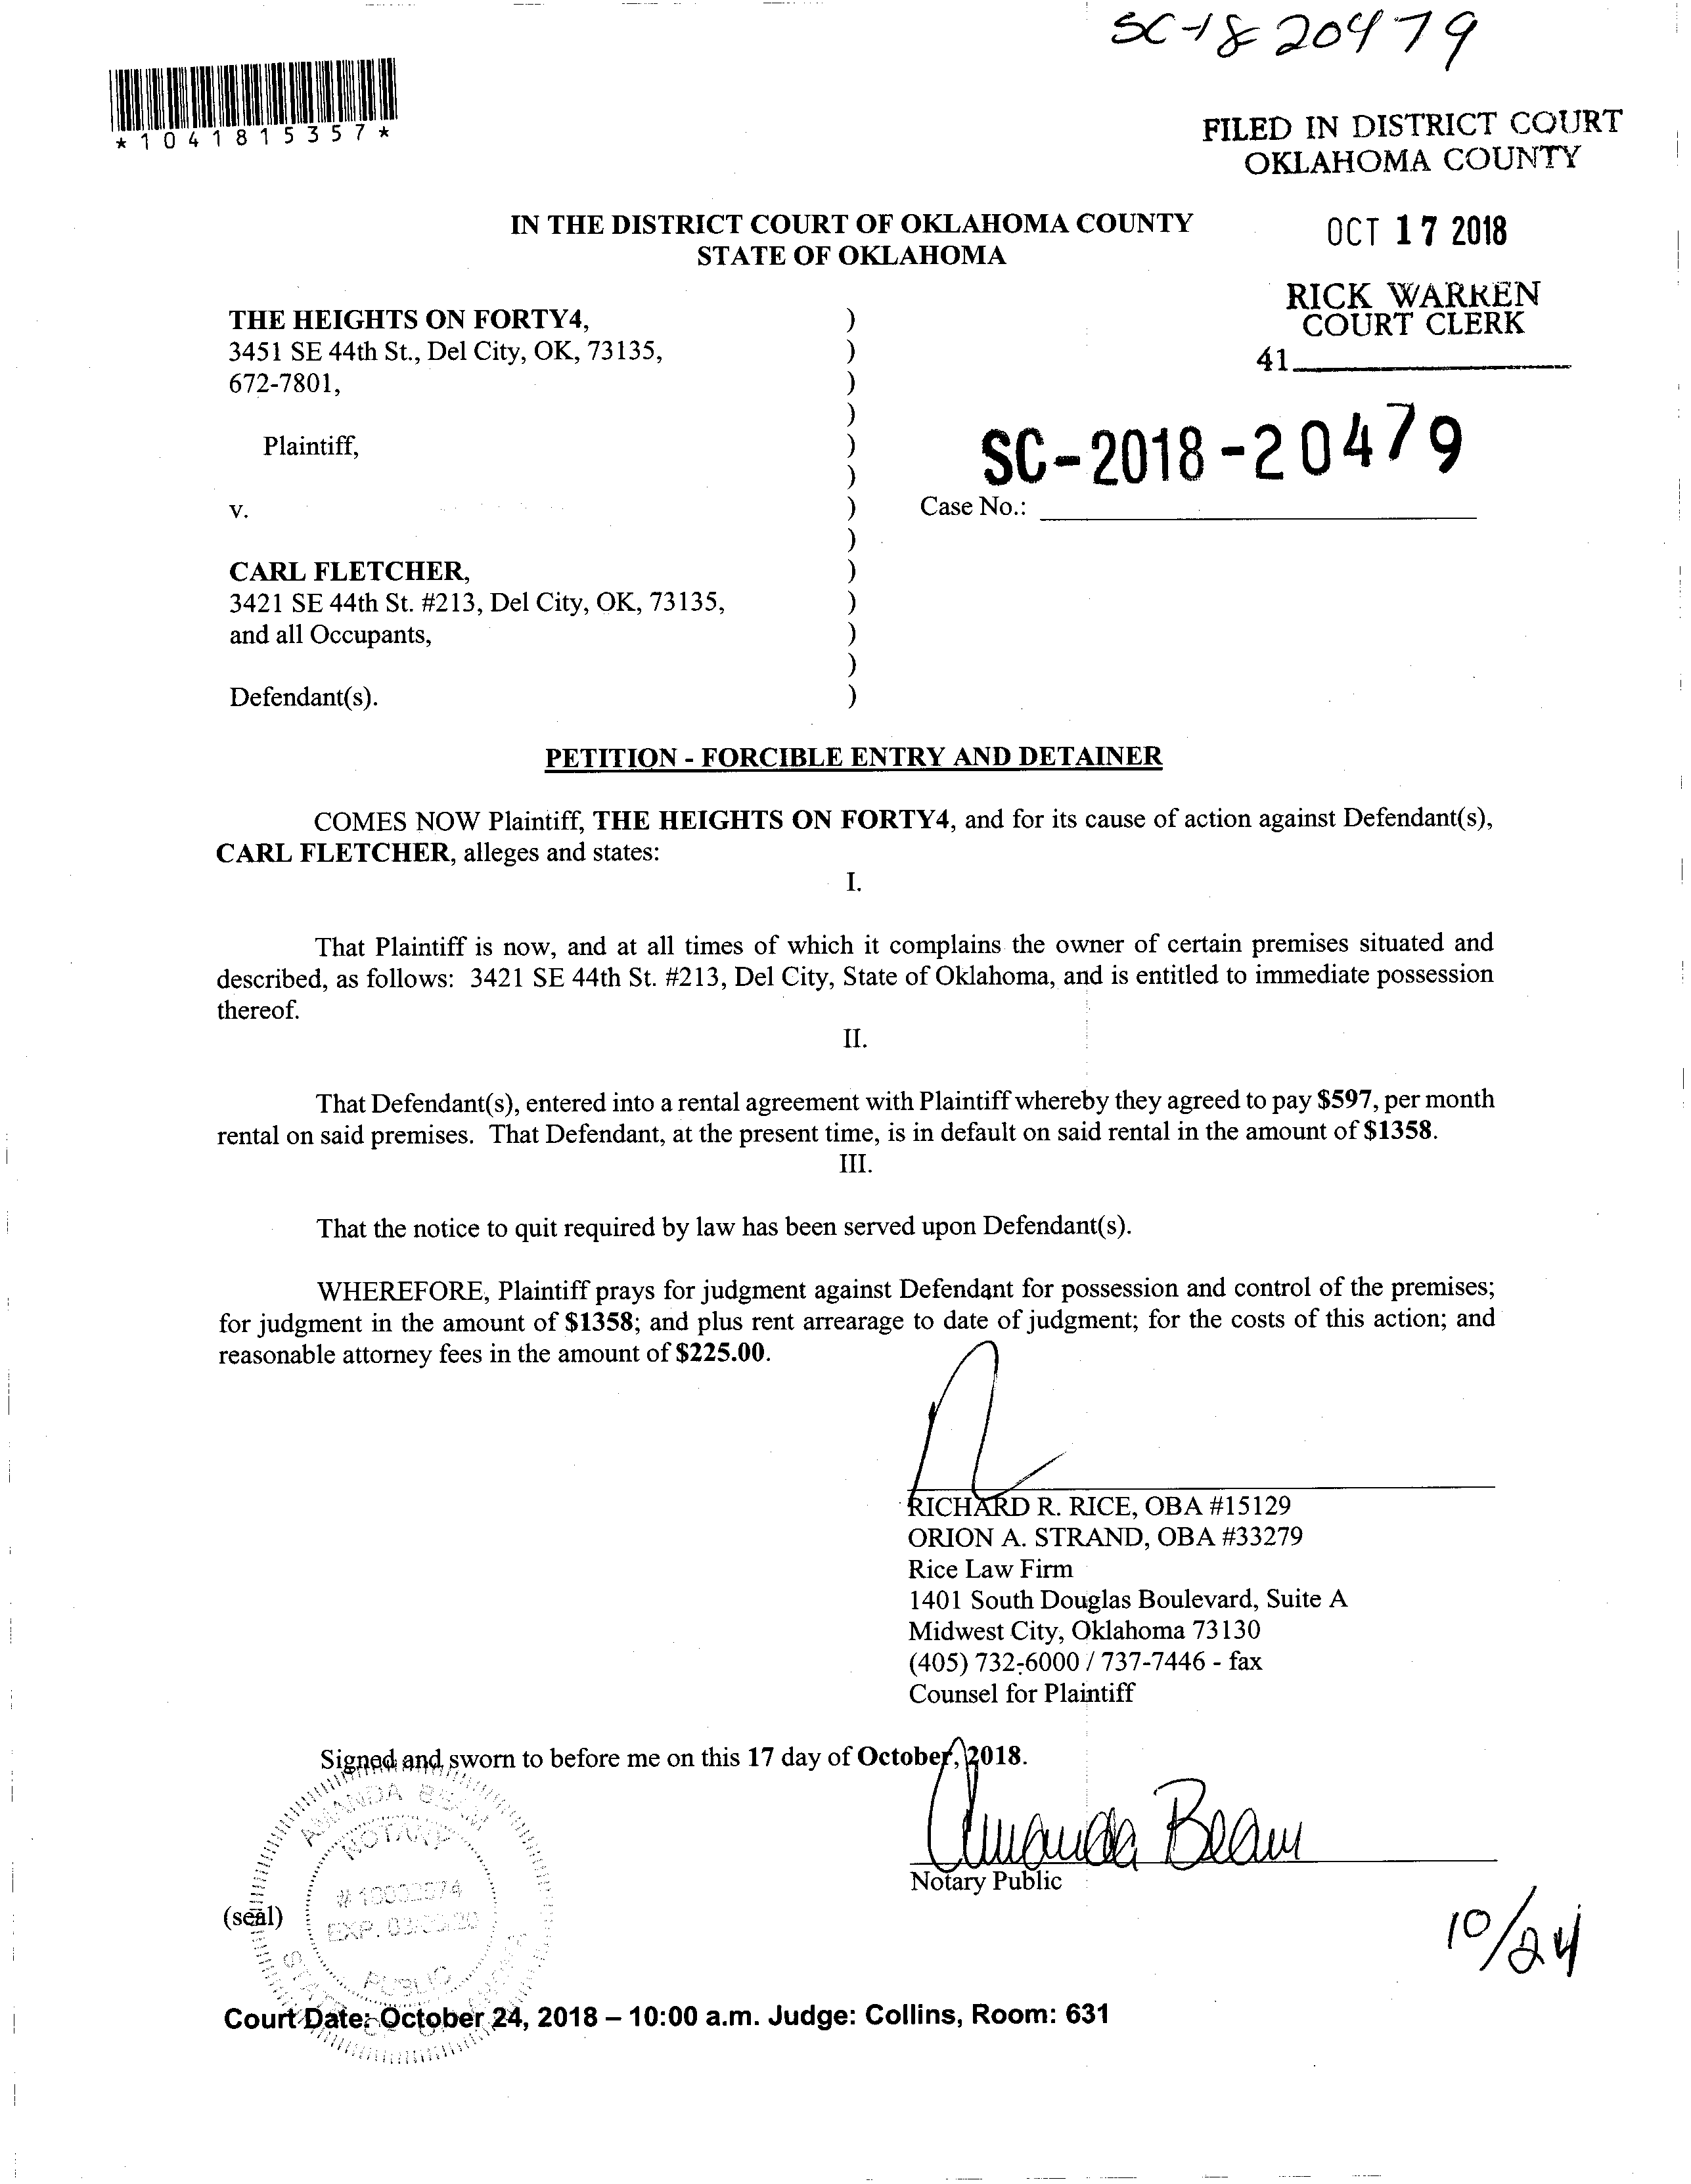 SC-18-20479
*1041815357*
FILED IN DISTRICT COURT
OKLAHOMA COUNTY
IN THE DISTRICT COURT OF OKLAHOMA COUNTY
STATE OF OKLAHOMA
OCT 17 2018
RICK WARREN
COURT CLERK
41
THE HEIGHTS ON FORTY4,
3451 SE 44th St., Del City, OK, 73135,
672-7801,
Plaintiff,
v.
SC-2018-20479
Case No.:
CARL FLETCHER,
3421 SE 44th St. #213, Del City, OK, 73135,
and all Occupants,
Defendant(s).
PETITION - FORCIBLE ENTRY AND DETAINER
COMES NOW Plaintiff, THE HEIGHTS ON FORTY4, and for its cause of action against Defendant(s),
CARL FLETCHER, alleges and states:
I.
That Plaintiff is now, and at all times of which it complains the owner of certain premises situated and
described, as follows: 3421 SE 44th St. #213, Del City, State of Oklahoma, and is entitled to immediate possession
thereof.
II.
That Defendant(s), entered into a rental agreement with Plaintiff whereby they agreed to pay $597, per month
rental on said premises. That Defendant, at the present time, is in default on said rental in the amount of $1358.
III.
That the notice to quit required by law has been served upon Defendant(s).
WHEREFORE, Plaintiff prays for judgment against Defendant for possession and control of the premises;
for judgment in the amount of $1358; and plus rent arrearage to date of judgment; for the costs of this action; and
reasonable attorney fees in the amount of $225.00.
RICHARD R. RICE, OBA #15129
ORION A. STRAND, OBA #33279
Rice Law Firm
1401 South Douglas Boulevard, Suite A
Midwest City, Oklahoma 73130
(405) 732-6000 / 737-7446 - fax
Counsel for Plaintiff
Signed and sworn to before me on this 17 day of October, 2018.
AMANDA BEAM
NOTARY
EXP.
PUBLIC
STATE OF OKLAHOMA
Amanda Beam
Notary Public
(seal)
10/24
Court Date: October 24, 2018 – 10:00 a.m. Judge: Collins, Room: 631